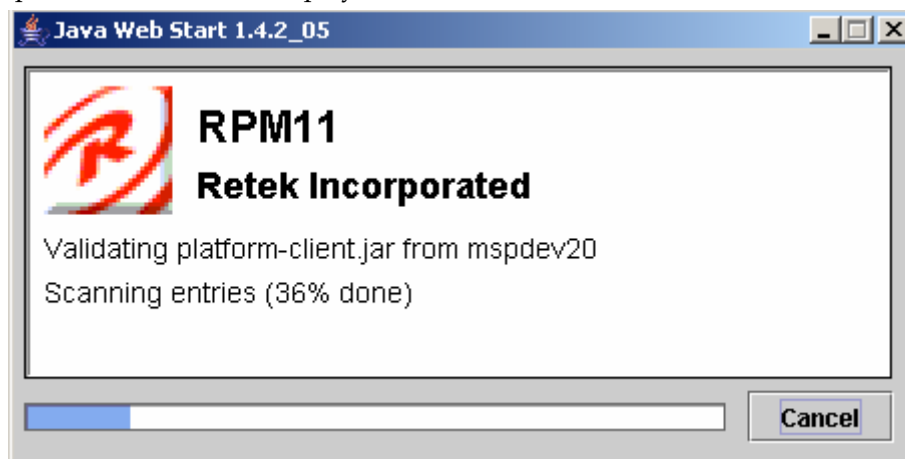 Java Web Start 1.4.2_05
R
RPM11
Retek Incorporated
Validating platform-client.jar from mspdev20
Scanning entries (36% done)
Cancel